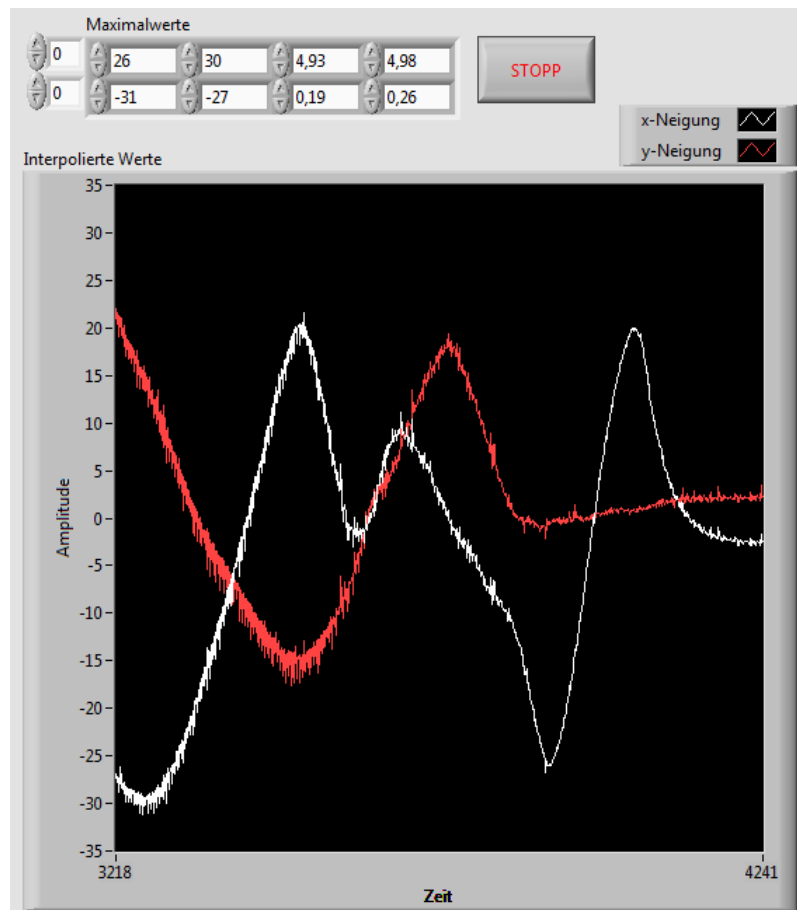 Maximalwerte
0 26 30 4,93 4,98
0 -31 -27 0,19 0,26
STOPP
x-Neigung
y-Neigung
Interpolierte Werte
35
30
25
20
15
10
5
0
-5
-10
-15
-20
-25
-30
-35
Amplitude
3218 4241
Zeit